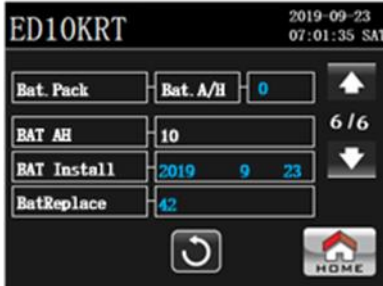 ED10KRT 2019-09-23
07:01:35 SAT
Bat. Pack Bat. A/H 0
6/6
BAT AH 10
BAT Install 2019 9 23
BatReplace 42
HOME